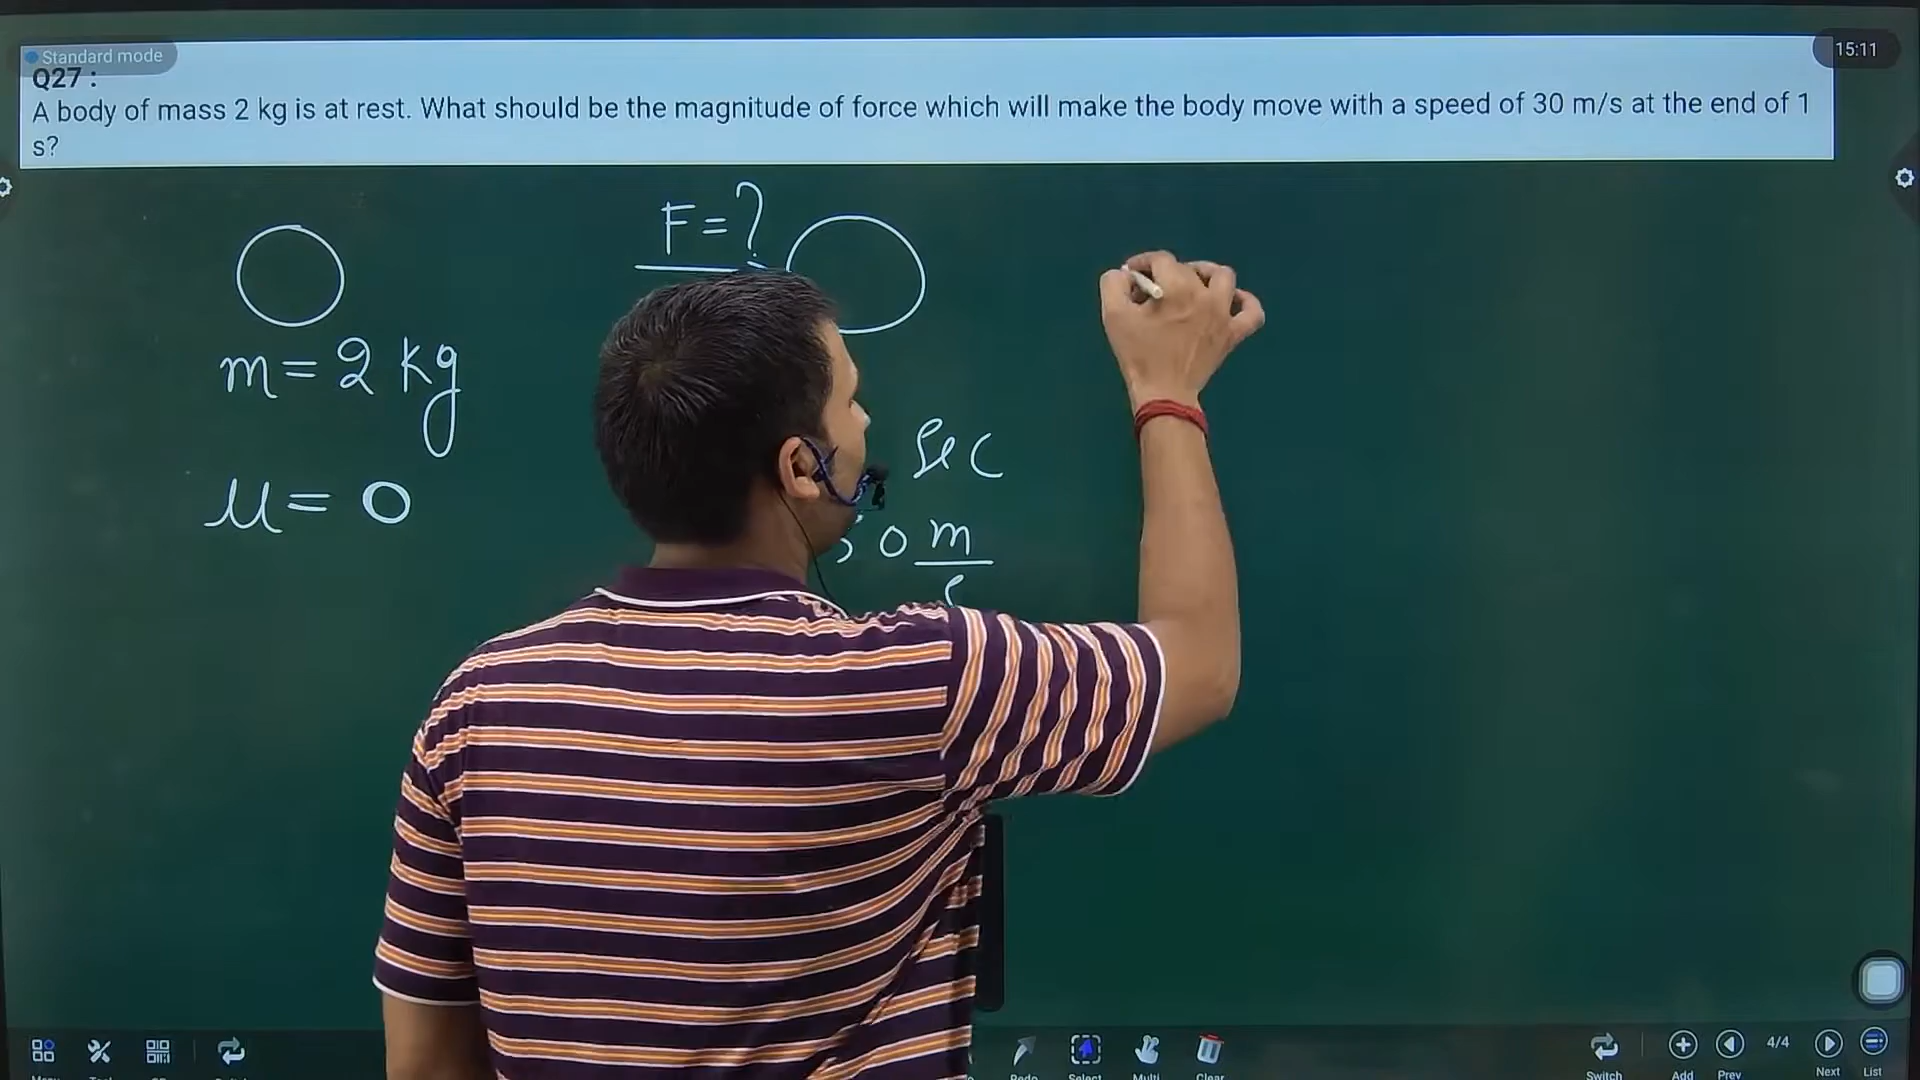 Standard mode
15:11
Q27 :
A body of mass 2 kg is at rest. What should be the magnitude of force which will make the body move with a speed of 30 m/s at the end of 1
s?
F = ?
m = 2 kg
u = 0
sec
0 m
Redo
Select
Multi
Clear
Switch
Add
Prev
4/4
Next
List